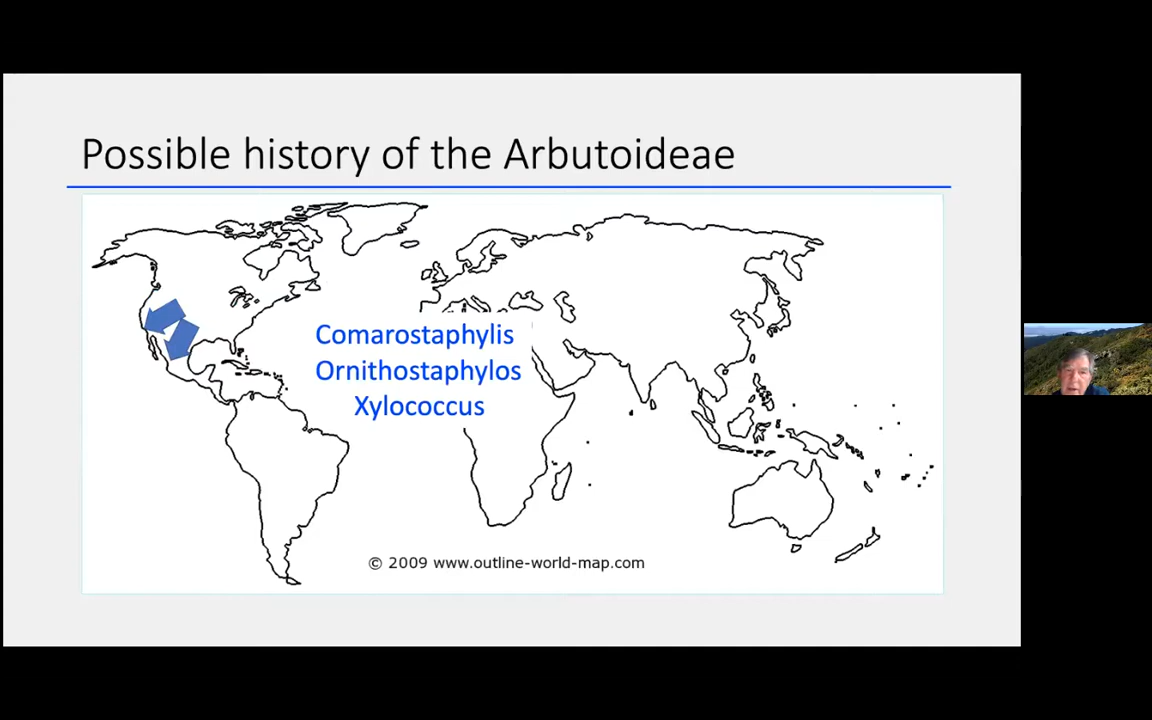 Possible history of the Arbutoideae
Comarostaphylis
Ornithostaphylos
Xylococcus
© 2009 www.outline-world-map.com